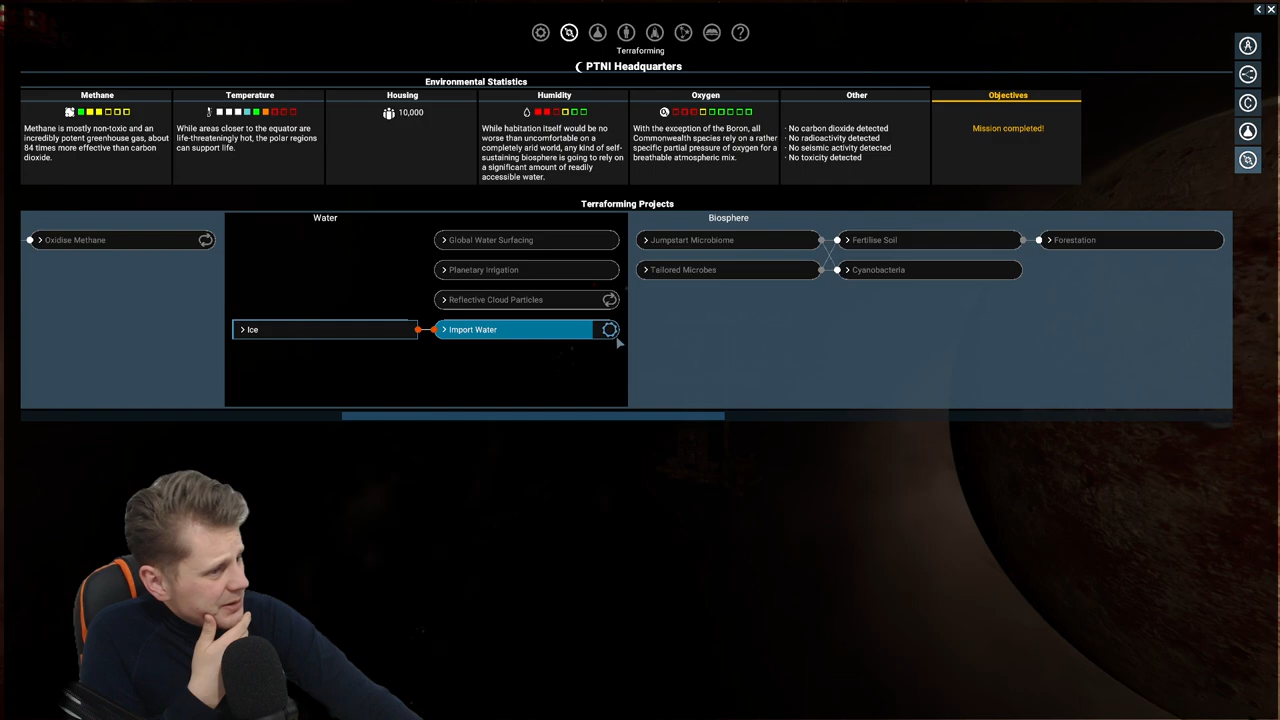 Terraforming
PTNI Headquarters
Environmental Statistics
Methane
Methane is mostly non-toxic and an
incredibly potent greenhouse gas, about
84 times more effective than carbon
dioxide.
Temperature
While areas closer to the equator are
life-threateningly hot, the polar regions
can support life.
Housing
10,000
Humidity
While habitation itself would be no
worse than uncomfortable on a
completely arid world, any kind of self-
sustaining biosphere is going to rely on
a significant amount of readily
accessible water.
Oxygen
With the exception of the Boron, all
Commonwealth species rely on a rather
specific partial pressure of oxygen for a
breathable atmospheric mix.
Other
· No carbon dioxide detected
· No radioactivity detected
· No seismic activity detected
· No toxicity detected
Objectives
Mission completed!
Terraforming Projects
Water
Biosphere
Oxidise Methane
Global Water Surfacing
Jumpstart Microbiome
Fertilise Soil
Forestation
Planetary Irrigation
Tailored Microbes
Cyanobacteria
Reflective Cloud Particles
Ice
Import Water